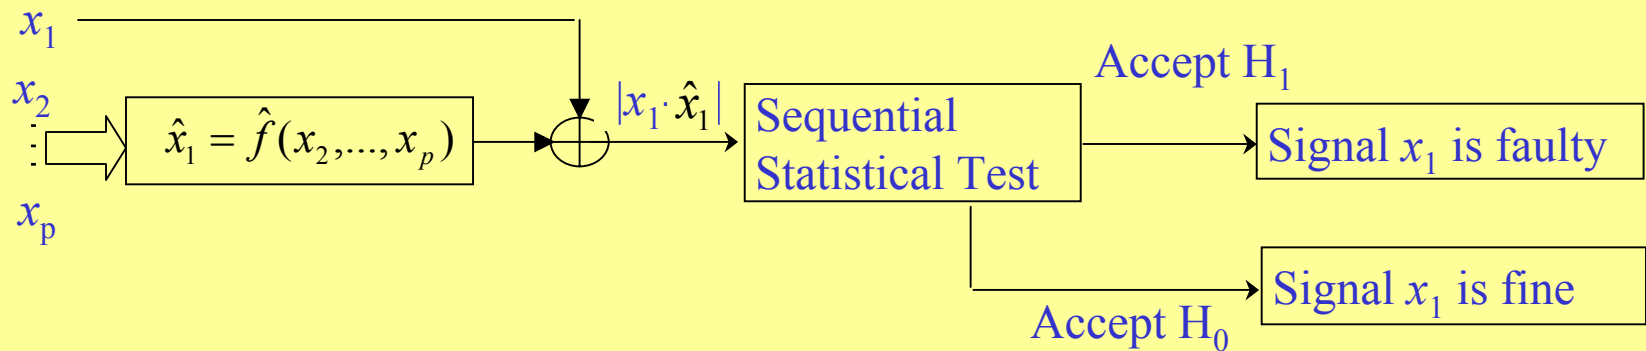 x₁
x₂
⋮
xₚ
x̂₁ = f̂(x₂,...,xₚ)
|x₁·x̂₁|
Sequential
Statistical Test
Accept H₁
Signal x₁ is faulty
Signal x₁ is fine
Accept H₀